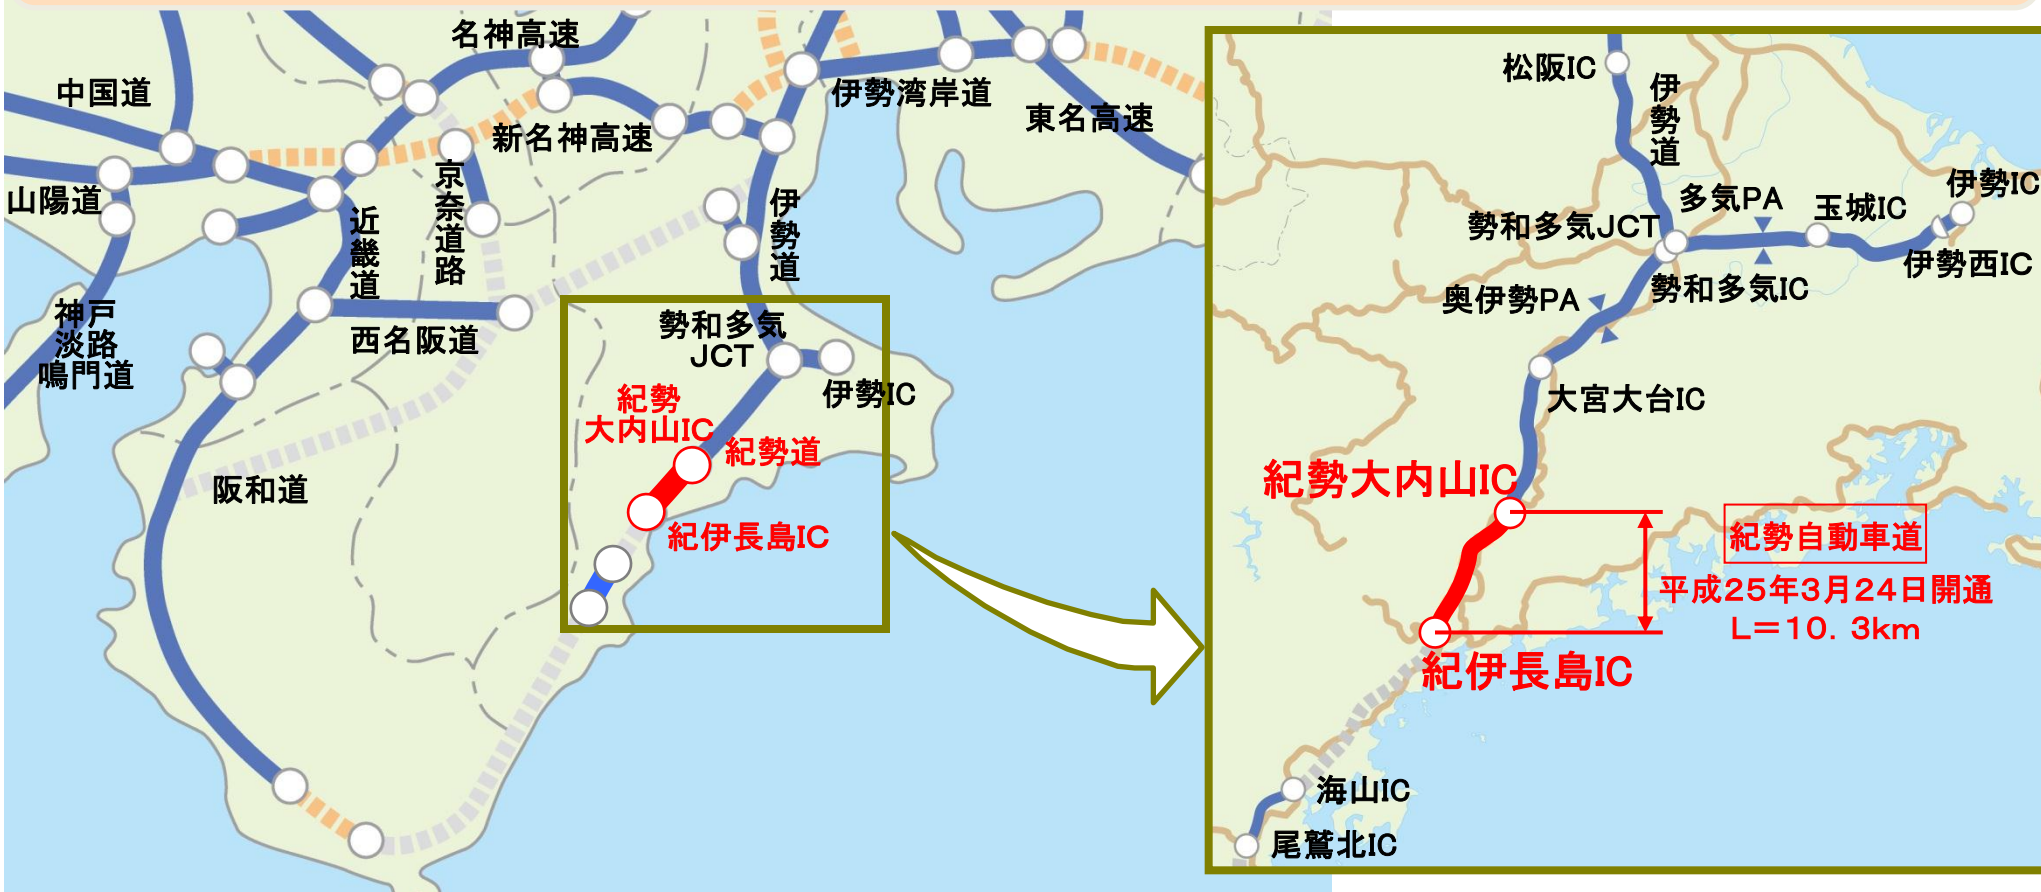 名神高速
中国道
伊勢湾岸道
東名高速
新名神高速
山陽道
京奈道路
近畿道
伊勢道
神戸
淡路
鳴門道
西名阪道
勢和多気
JCT
伊勢IC
紀勢
大内山IC
紀勢道
阪和道
紀伊長島IC
松阪IC
伊勢道
伊勢IC
多気PA
玉城IC
勢和多気JCT
伊勢西IC
勢和多気IC
奥伊勢PA
大宮大台IC
紀勢大内山IC
紀勢自動車道
平成25年3月24日開通
L=10.3km
紀伊長島IC
海山IC
尾鷲北IC